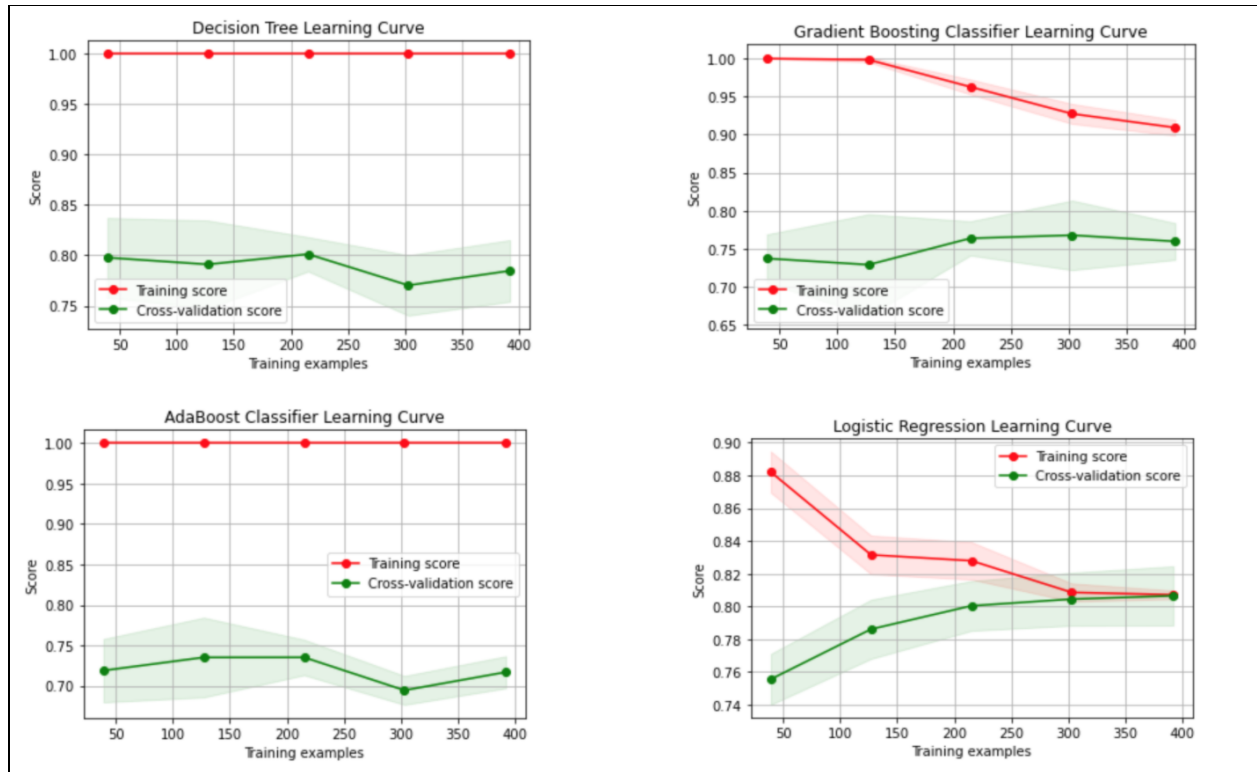 Decision Tree Learning Curve
1.00
0.95
0.90
0.85
0.80
0.75
Score
Training score
Cross-validation score
50 100 150 200 250 300 350 400
Training examples
Gradient Boosting Classifier Learning Curve
1.00
0.95
0.90
0.85
0.80
0.75
0.70
0.65
Score
Training score
Cross-validation score
50 100 150 200 250 300 350 400
Training examples
AdaBoost Classifier Learning Curve
1.00
0.95
0.90
0.85
0.80
0.75
0.70
Score
Training score
Cross-validation score
50 100 150 200 250 300 350 400
Training examples
Logistic Regression Learning Curve
0.90
0.88
0.86
0.84
0.82
0.80
0.78
0.76
0.74
Score
Training score
Cross-validation score
50 100 150 200 250 300 350 400
Training examples